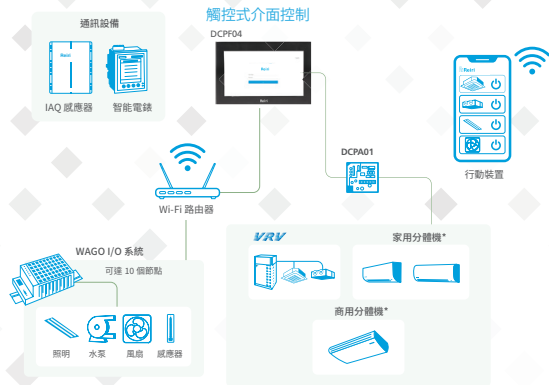 觸控式介面控制
通訊設備
IAQ 感應器
智能電錶
DCPF04
Reiri
Reiri
DCPA01
Reiri
行動裝置
Wi-Fi 路由器
WAGO I/O 系統
可達 10 個節點
照明
水泵
風扇
感應器
VRV
家用分體機*
商用分體機*